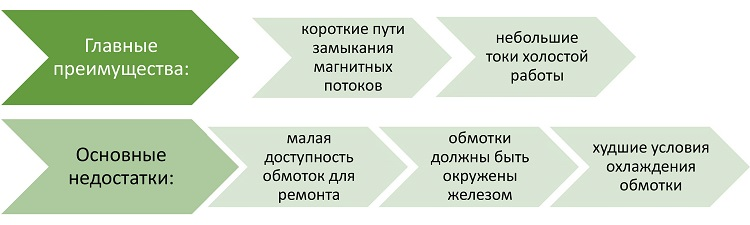 Главные
преимущества:
короткие пути
замыкания
магнитных
потоков
небольшие
токи холостой
работы
Основные
недостатки:
малая
доступность
обмоток для
ремонта
обмотки
должны быть
окружены
железом
худшие условия
охлаждения
обмотки